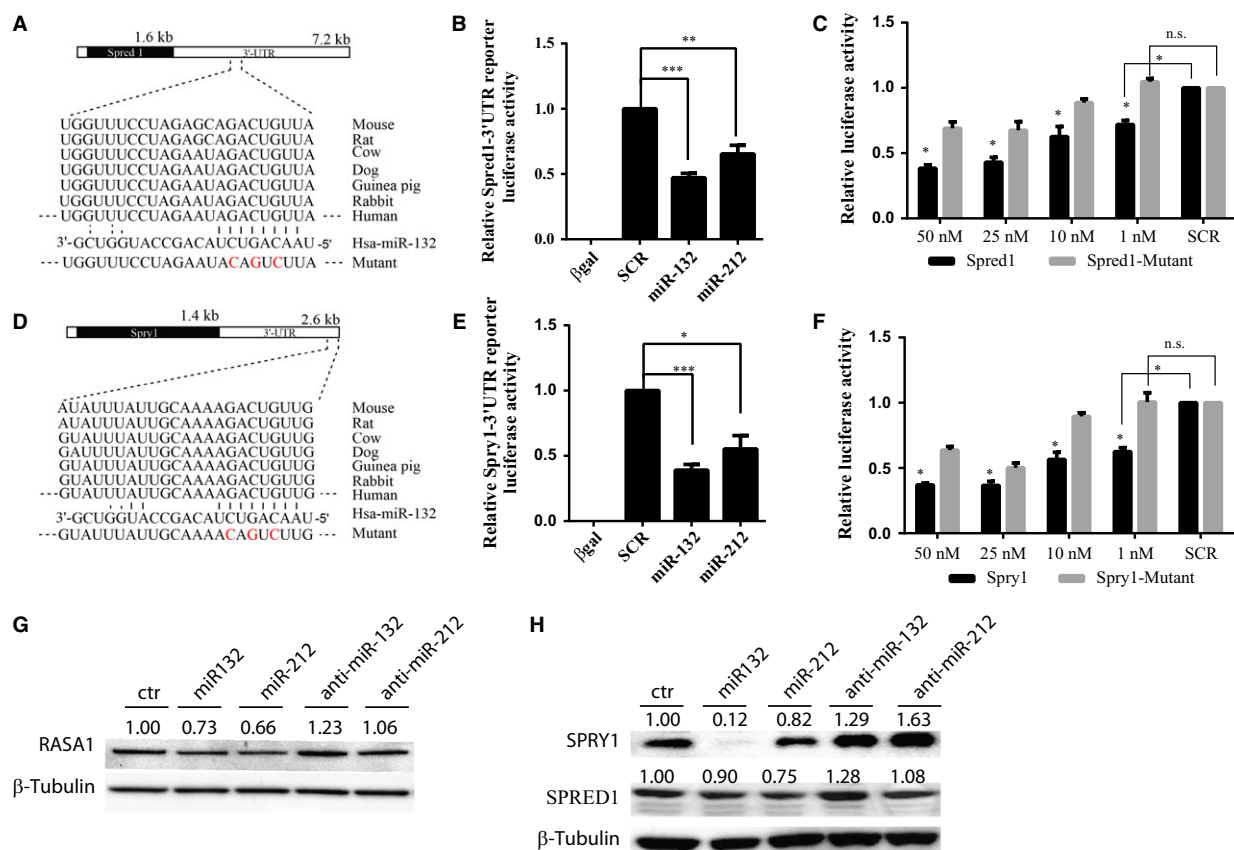 A
1.6 kb
7.2 kb
Spred 1
3'-UTR
UGGUUUCCUAGAGCAGACUGUUA Mouse
UGGUUUCCUAGAGCAGACUGUUA Rat
UGGUUUCCUAGAAUAGACUGUUA Cow
UGGUUUCCUAGAAUAGACUGUUA Dog
UGGUUUCCUAGAAUAGACUGUUA Guinea pig
UGGUUUCCUAGAAUAGACUGUUA Rabbit
--- UGGUUUCCUAGAAUAGACUGUUA --- Human
3'-GCUGGUACCGACAUCUGACAAU-5' Hsa-miR-132
--- UGGUUUCCUAGAAUACAGUCUUA --- Mutant
B
Relative Spred1-3'UTR reporter
luciferase activity
1.5
1.0
0.5
0.0
**
***
βgal
SCR
miR-132
miR-212
C
Relative luciferase activity
1.5
1.0
0.5
0.0
n.s.
*
* * * *
50 nM 25 nM 10 nM 1 nM SCR
Spred1 Spred1-Mutant
D
1.4 kb
2.6 kb
Spry1
3'-UTR
AUAUUUAUUGCAAAAGACUGUUG Mouse
AUAUUUAUUGCAAAAGACUGUUG Rat
GUAUUUAUUGCAAAAGACUGUUG Cow
GAUUUUAUUGCAAAAGACUGUUG Dog
GUAUUUAUUGCAAAAGACUGUUG Guinea pig
GUAUUUAUUGCAAAAGACUGUUG Rabbit
--- GUAUUUAUUGCAAAAGACUGUUG --- Human
3'-GCUGGUACCGACAUCUGACAAU-5' Hsa-miR-132
--- GUAUUUAUUGCAAAACAGUCUUG --- Mutant
E
Relative Spry1-3'UTR reporter
luciferase activity
1.5
1.0
0.5
0.0
*
***
βgal
SCR
miR-132
miR-212
F
Relative luciferase activity
1.5
1.0
0.5
0.0
n.s.
*
* * * *
50 nM 25 nM 10 nM 1 nM SCR
Spry1 Spry1-Mutant
G
ctr miR132 miR-212 anti-miR-132 anti-miR-212
1.00 0.73 0.66 1.23 1.06
RASA1
β-Tubulin
H
ctr miR132 miR-212 anti-miR-132 anti-miR-212
1.00 0.12 0.82 1.29 1.63
SPRY1
1.00 0.90 0.75 1.28 1.08
SPRED1
β-Tubulin